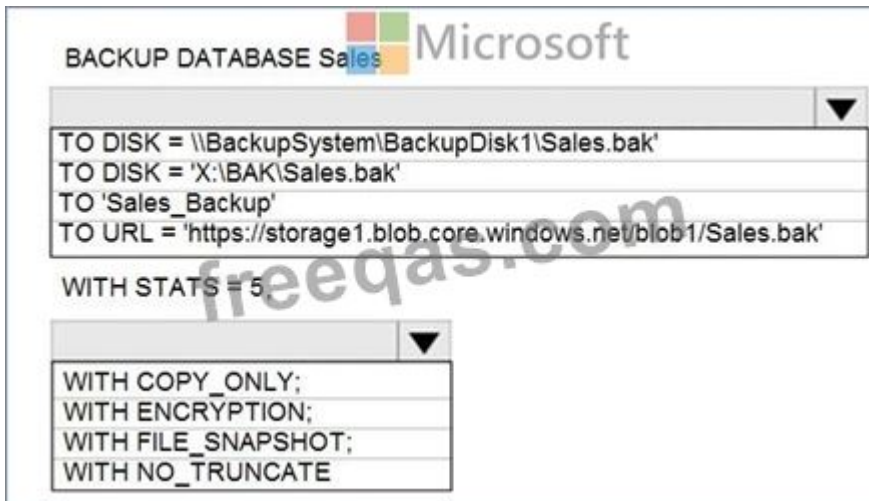 Microsoft
BACKUP DATABASE Sales
TO DISK = \\BackupSystem\BackupDisk1\Sales.bak'
TO DISK = 'X:\BAK\Sales.bak'
TO 'Sales_Backup'
TO URL = 'https://storage1.blob.core.windows.net/blob1/Sales.bak'
freeqas.com
WITH STATS = 5,
WITH COPY_ONLY;
WITH ENCRYPTION;
WITH FILE_SNAPSHOT;
WITH NO_TRUNCATE